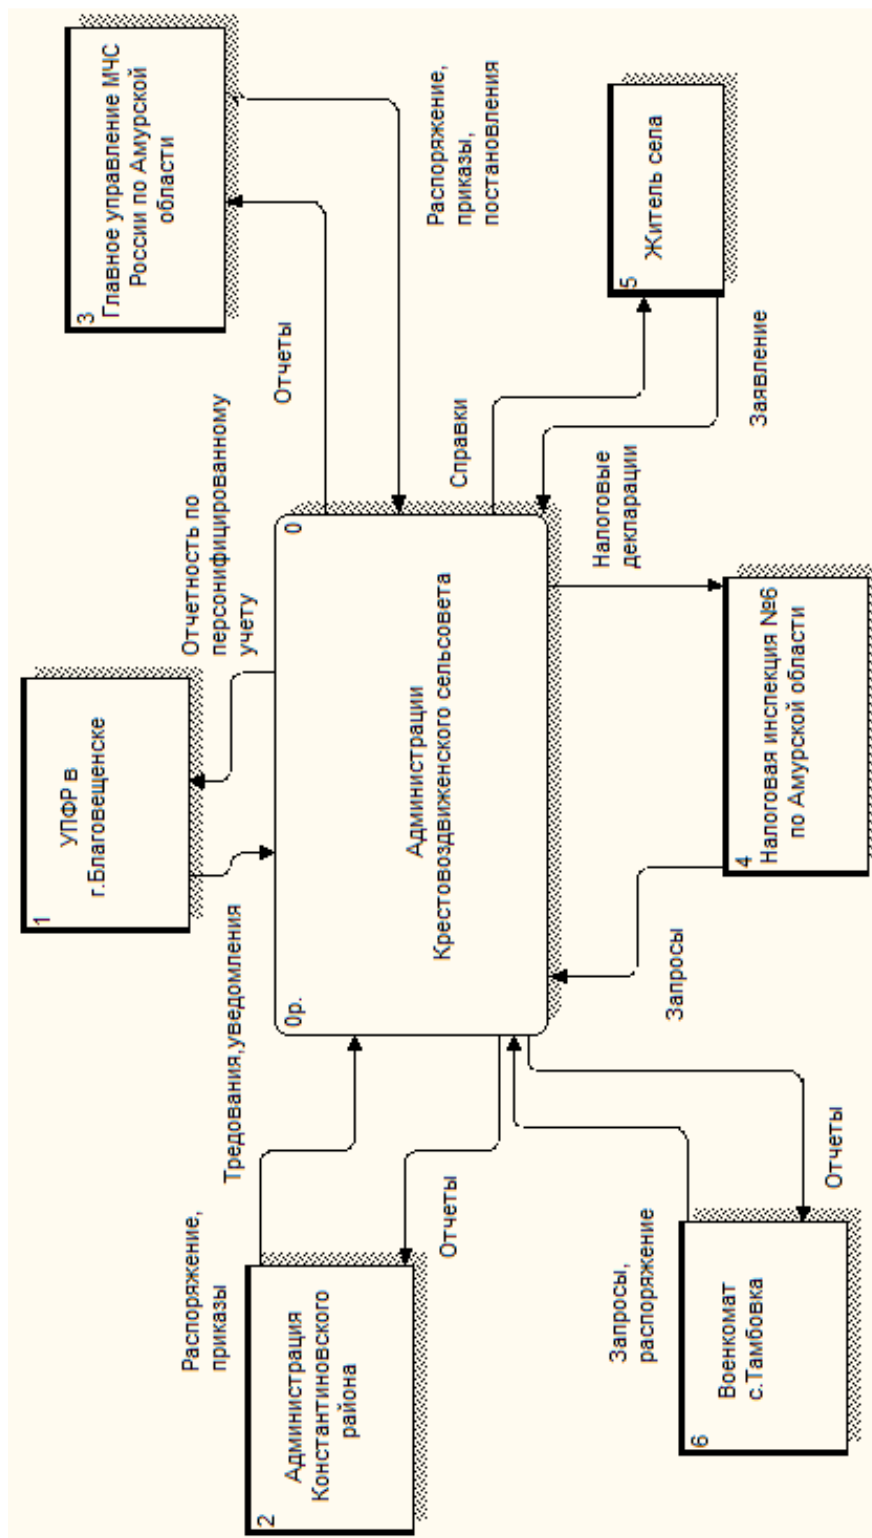 1
УПФР в
г.Благовещенске
Отчетность по
персонифицированному
учету
3
Главное управление МЧС
России по Амурской
области
Отчеты
Распоряжение,
приказы,
постановления
Тредования,уведомления
Распоряжение,
приказы
2
Администрация
Константиновского
района
Отчеты
0р.
0
Администрации
Крестовоздвиженского сельсовета
Справки
5
Житель села
Заявление
Налоговые
декларации
4
Налоговая инспекция №6
по Амурской области
Запросы
Запросы,
распоряжение
6
Военкомат
с.Тамбовка
Отчеты